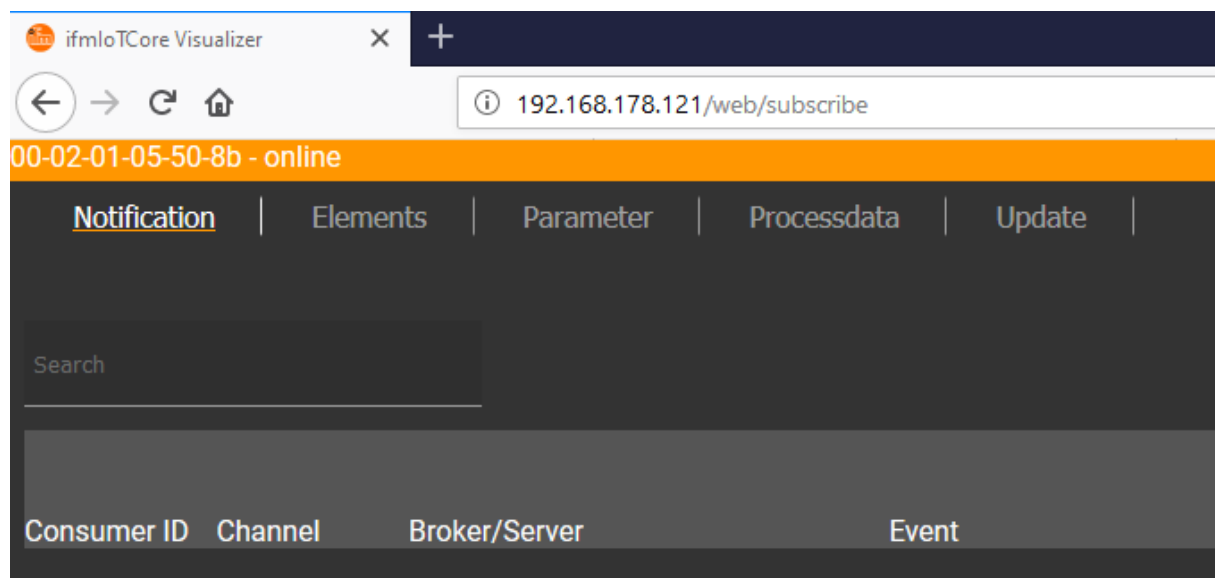 ifmIoTCore Visualizer
192.168.178.121/web/subscribe
00-02-01-05-50-8b - online
Notification Elements Parameter Processdata Update
Search
Consumer ID Channel Broker/Server Event